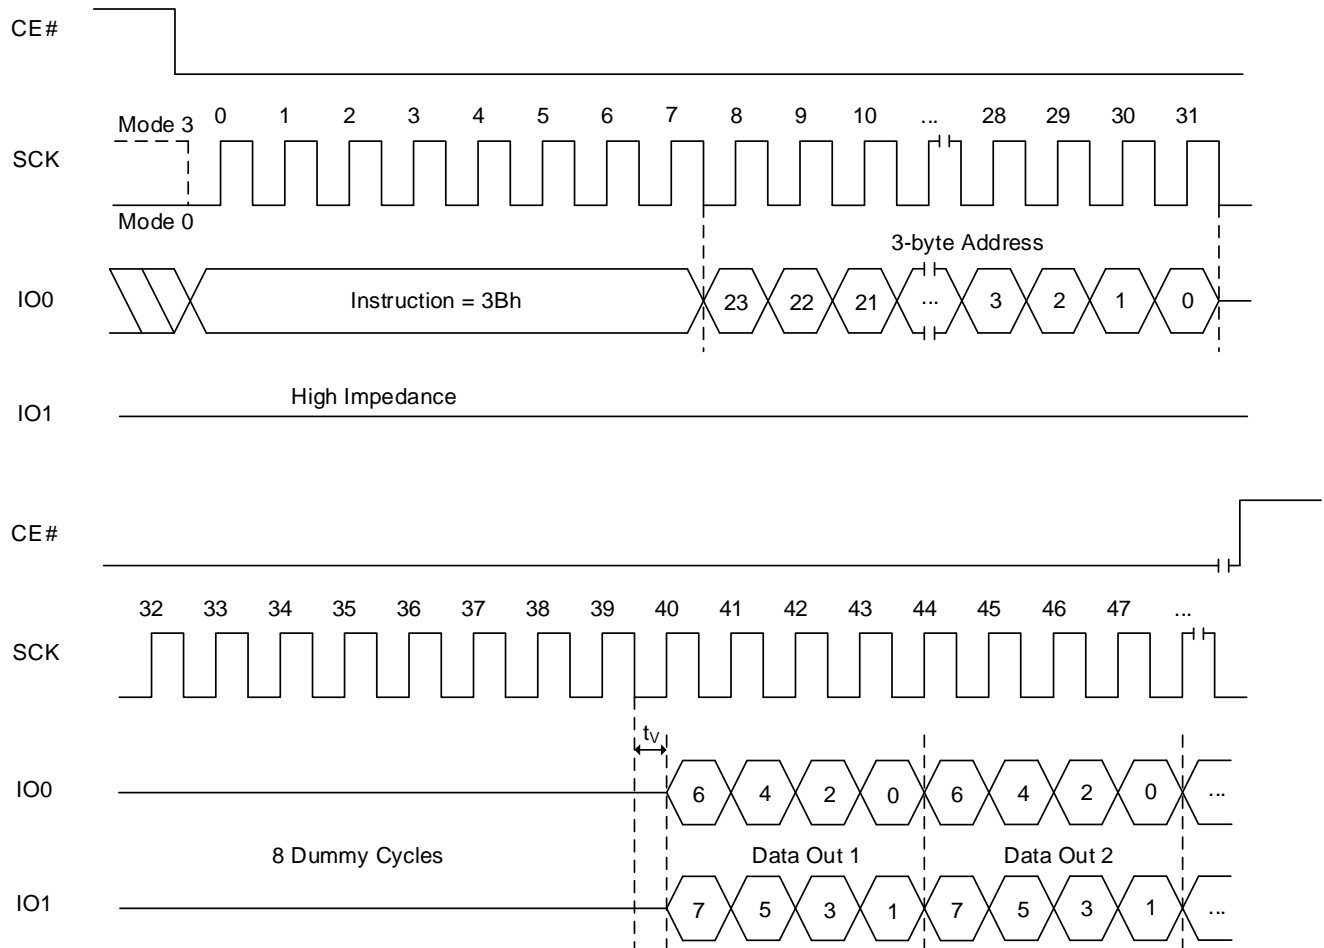 CE#
Mode 3 0 1 2 3 4 5 6 7 8 9 10 ... 28 29 30 31
SCK
Mode 0
3-byte Address
IO0 Instruction = 3Bh 23 22 21 ... 3 2 1 0
High Impedance
IO1
CE#
32 33 34 35 36 37 38 39 40 41 42 43 44 45 46 47 ...
SCK
tV
IO0 6 4 2 0 6 4 2 0 ...
8 Dummy Cycles Data Out 1 Data Out 2
IO1 7 5 3 1 7 5 3 1 ...